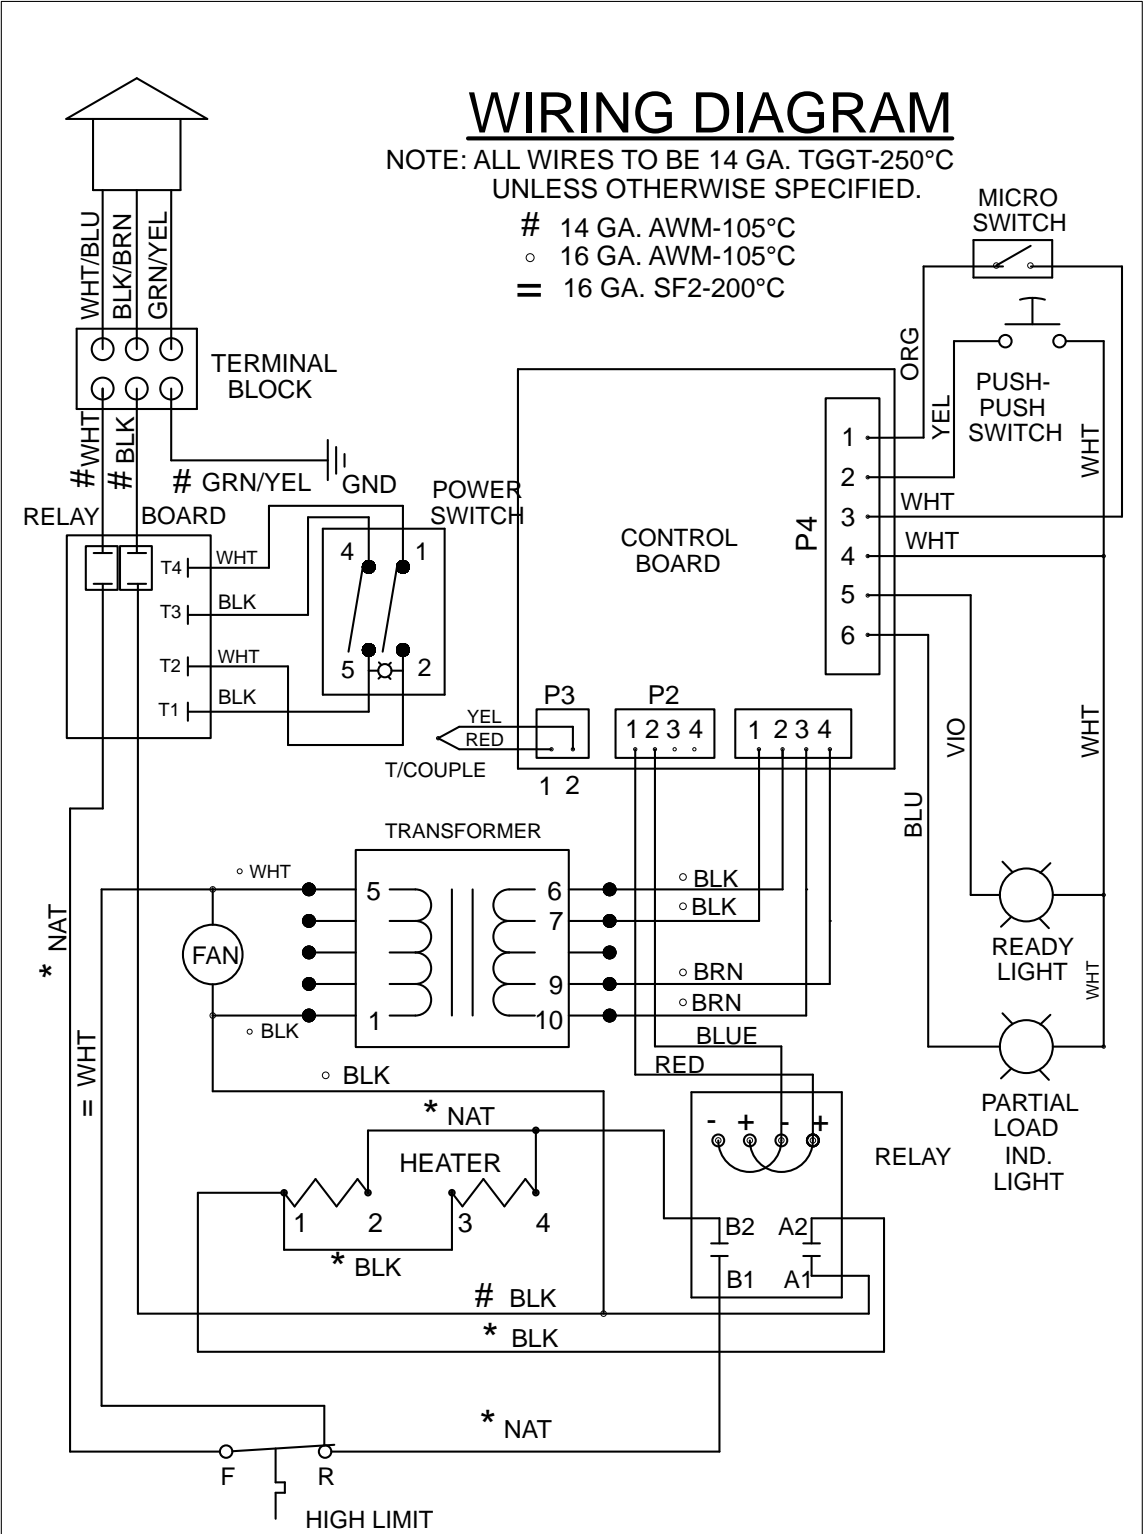 WIRING DIAGRAM
NOTE: ALL WIRES TO BE 14 GA. TGGT-250°C
UNLESS OTHERWISE SPECIFIED.
# 14 GA. AWM-105°C
○ 16 GA. AWM-105°C
= 16 GA. SF2-200°C
MICRO
SWITCH
WHT/BLU
BLK/BRN
GRN/YEL
TERMINAL
BLOCK
ORG
YEL
PUSH-
PUSH
SWITCH
WHT
#WHT
# BLK
# GRN/YEL
GND
POWER
SWITCH
RELAY BOARD
T4 WHT
T3 BLK
T2 WHT
T1 BLK
4 1
5 2
CONTROL
BOARD
P4
1
2
3 WHT
4 WHT
5
6
P3
YEL
RED
T/COUPLE
1 2
P2
1 2 3 4
1 2 3 4
VIO
BLU
WHT
TRANSFORMER
○ WHT
5 6
○ BLK
7
○ BLK
9
○ BRN
1 10
○ BRN
FAN
○ BLK
* NAT
= WHT
○ BLK
BLUE
RED
READY
LIGHT
WHT
PARTIAL
LOAD
IND.
LIGHT
* NAT
HEATER
1 2 3 4
* BLK
- + - +
RELAY
B2 A2
B1 A1
# BLK
* BLK
* NAT
F R
HIGH LIMIT